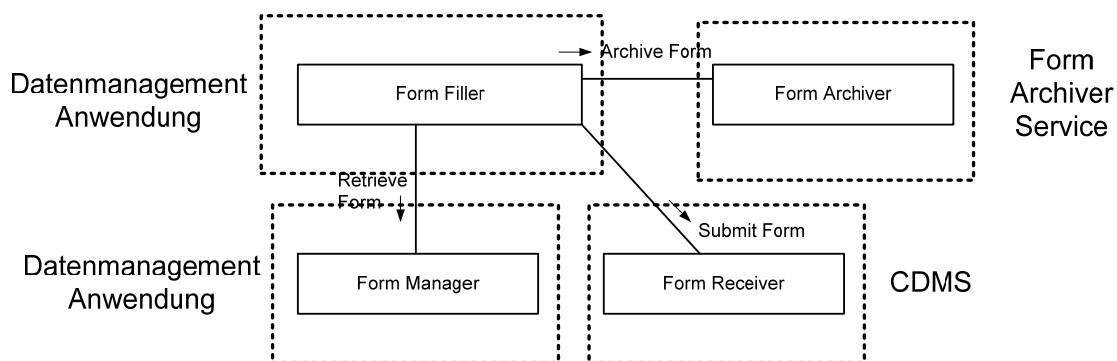 Datenmanagement
Anwendung
Form Filler
Archive Form
Form Archiver
Form
Archiver
Service
Retrieve
Form
Submit Form
Datenmanagement
Anwendung
Form Manager
Form Receiver
CDMS